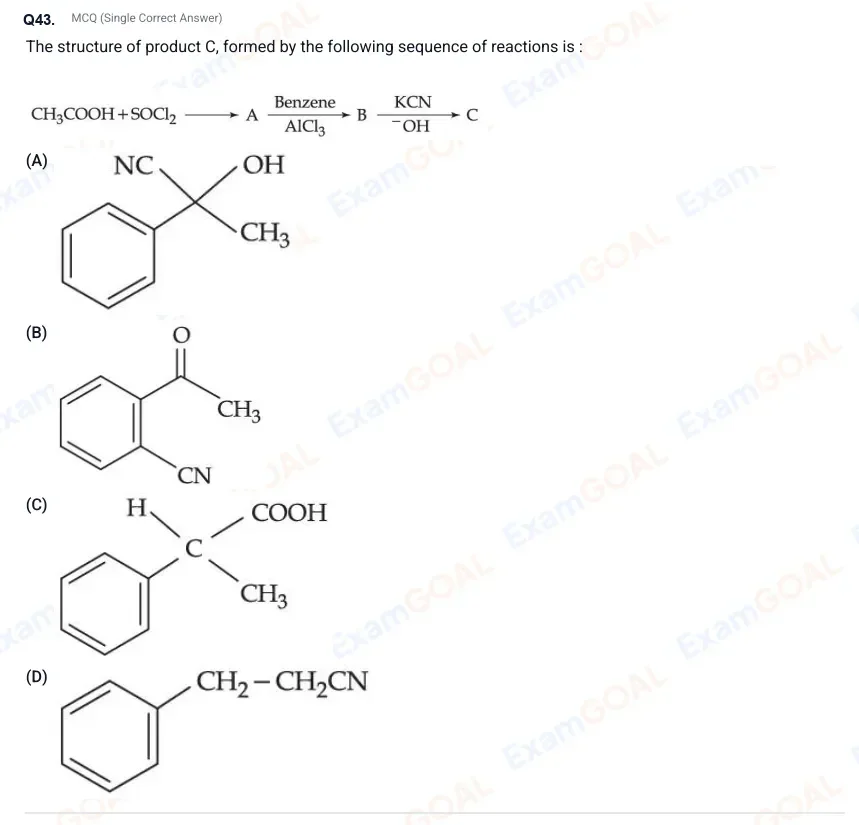 Q43. MCQ (Single Correct Answer)
The structure of product C, formed by the following sequence of reactions is :
CH₃COOH+SOCl₂ ⟶ A Benzene AlCl₃ ⟶ B KCN ⁻OH ⟶ C
(A)
NC OH
CH₃
(B)
O
CH₃
CN
(C)
H COOH
C
CH₃
(D)
CH₂–CH₂CN
ExamGOAL